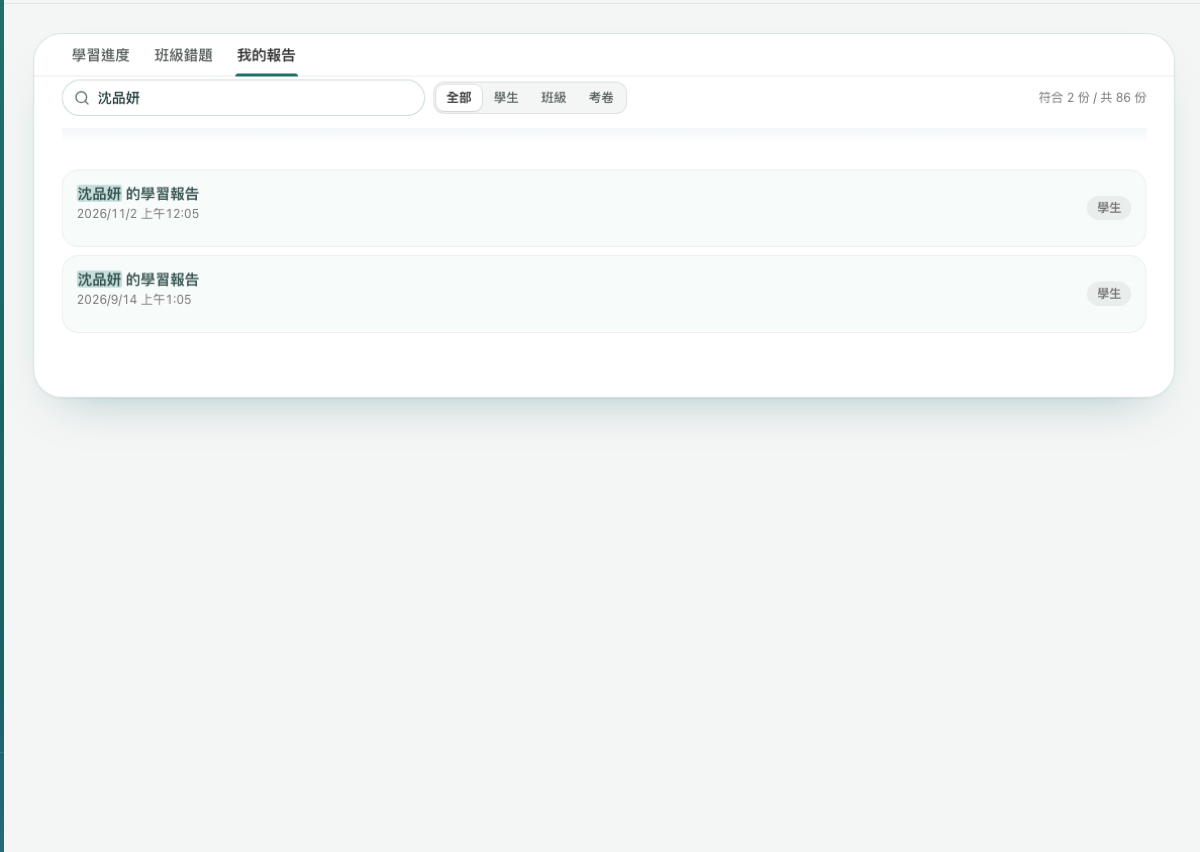 學習進度 班級錯題 我的報告
沈品妍 全部 學生 班級 考卷 符合 2 份 / 共 86 份
沈品妍 的學習報告
2026/11/2 上午12:05
學生
沈品妍 的學習報告
2026/9/14 上午1:05
學生